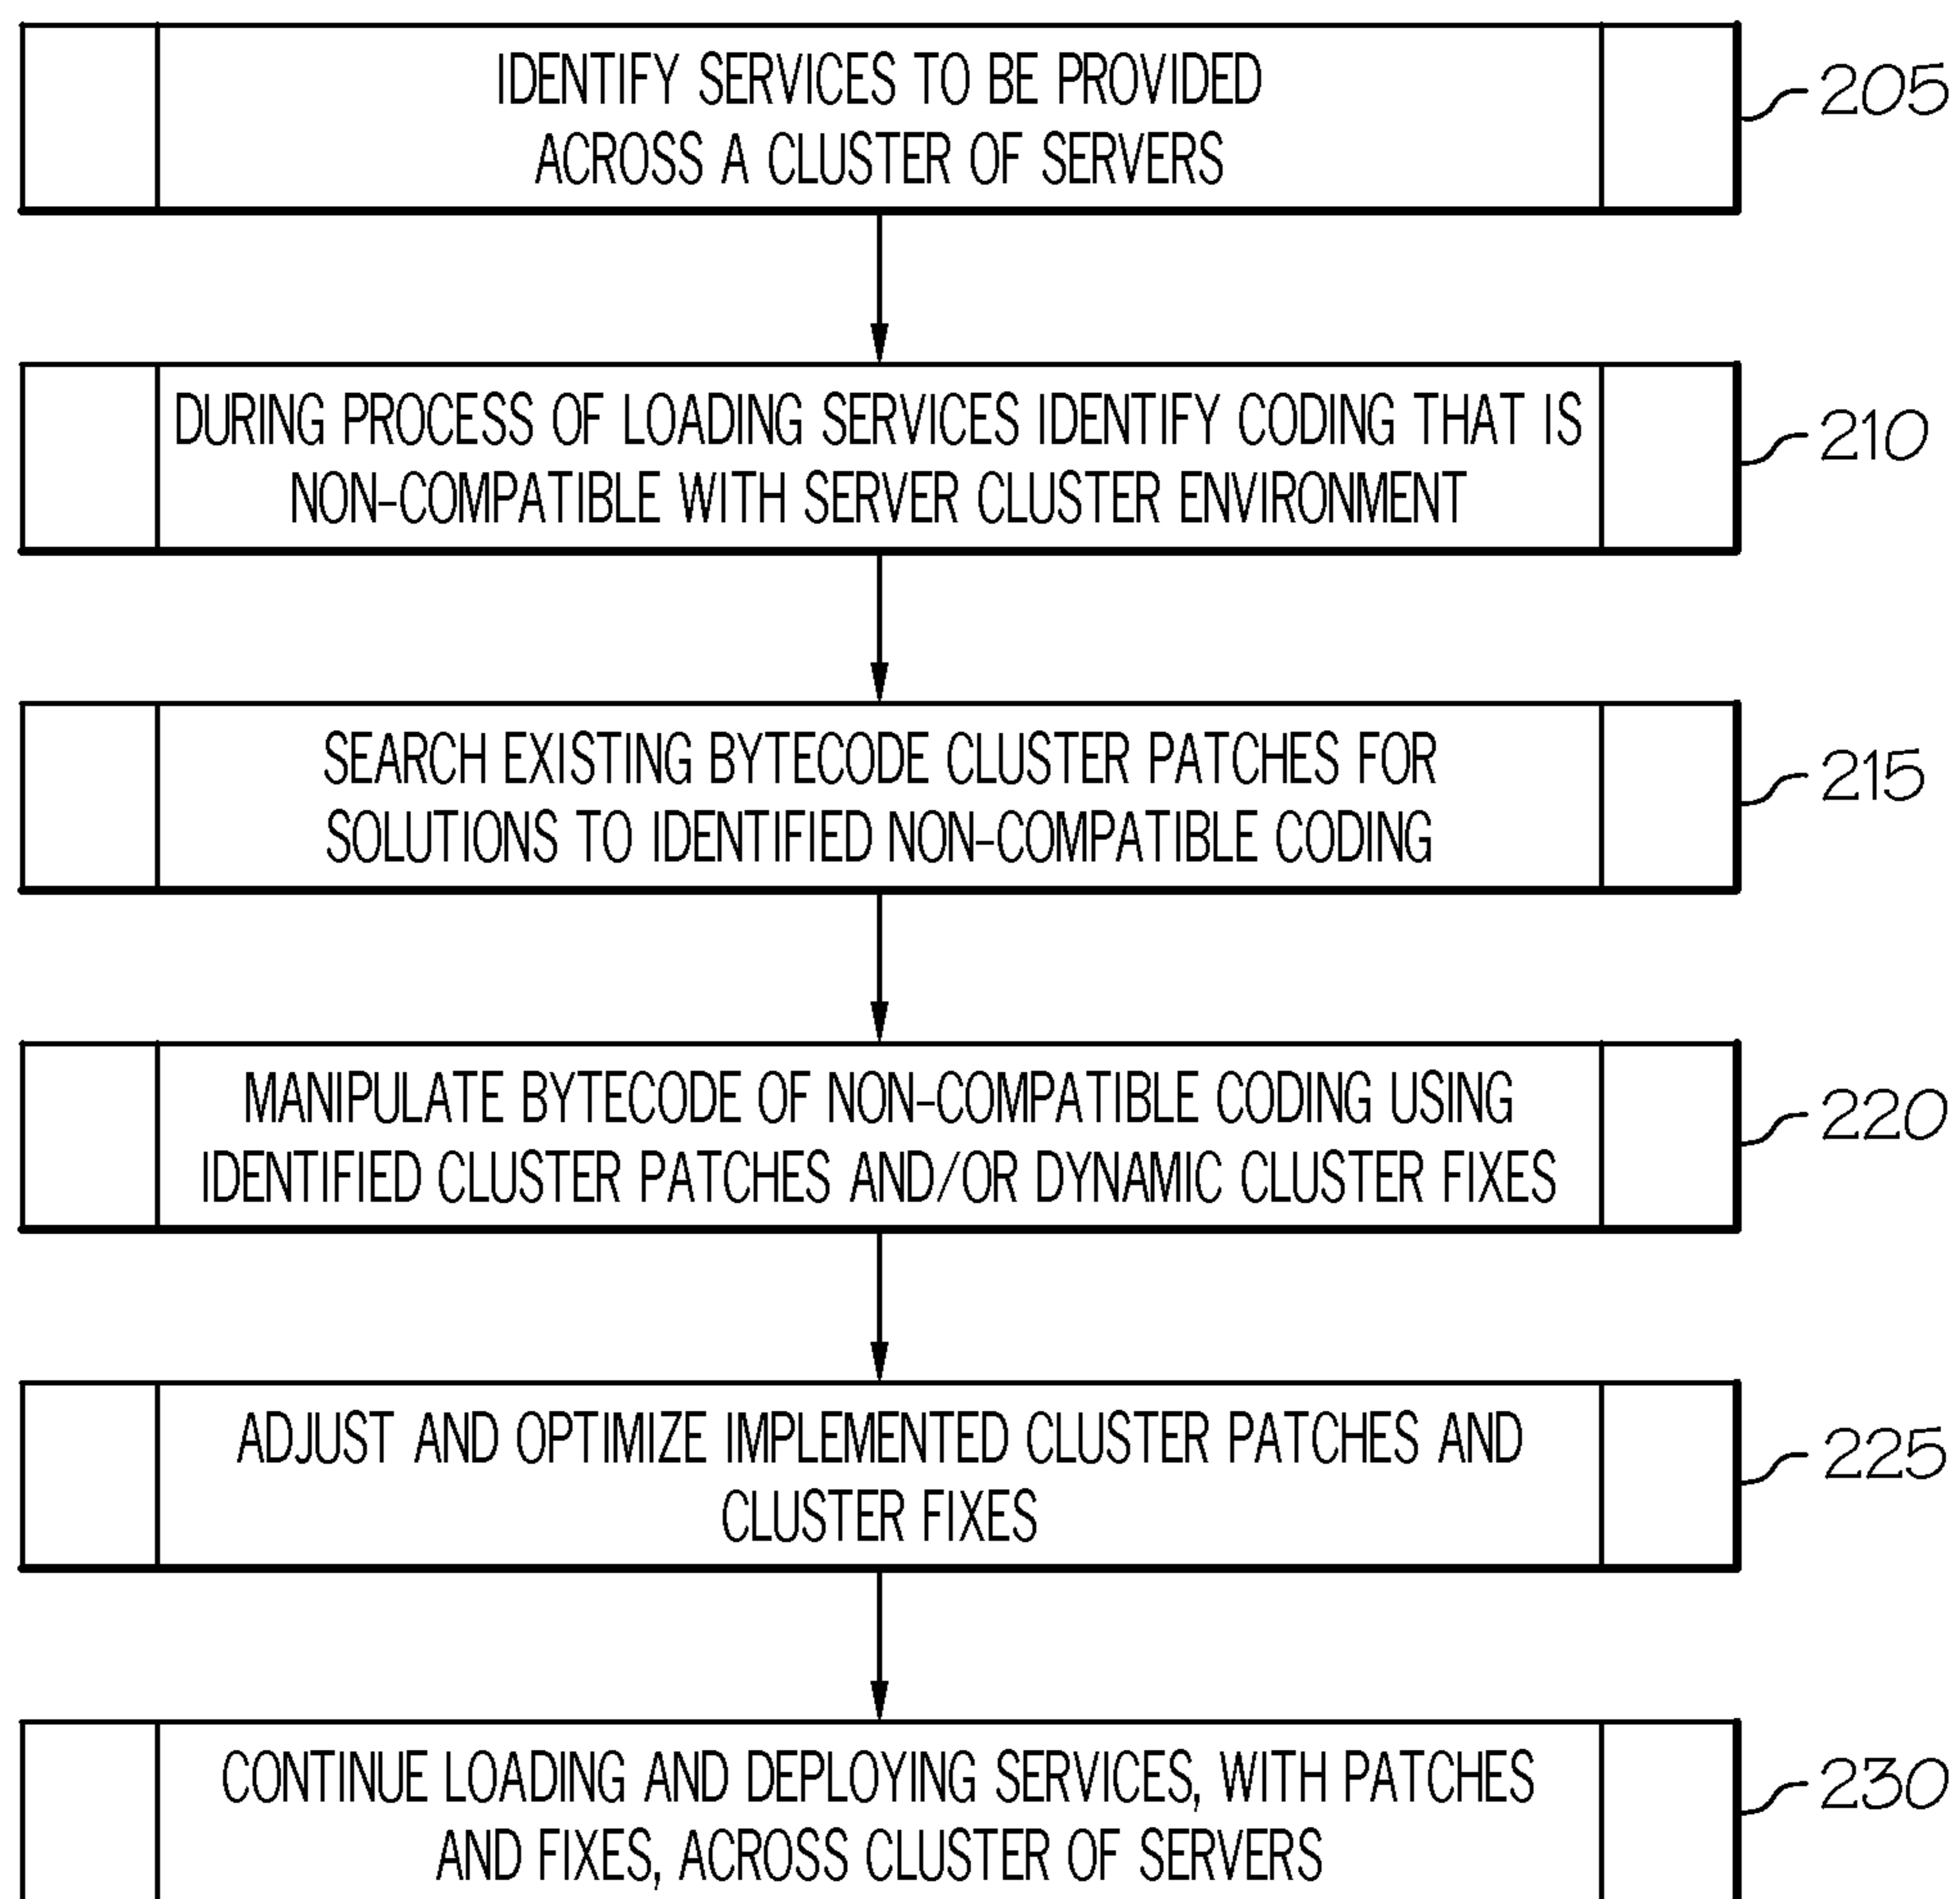 IDENTIFY SERVICES TO BE PROVIDED
ACROSS A CLUSTER OF SERVERS
205
DURING PROCESS OF LOADING SERVICES IDENTIFY CODING THAT IS
NON-COMPATIBLE WITH SERVER CLUSTER ENVIRONMENT
210
SEARCH EXISTING BYTECODE CLUSTER PATCHES FOR
SOLUTIONS TO IDENTIFIED NON-COMPATIBLE CODING
215
MANIPULATE BYTECODE OF NON-COMPATIBLE CODING USING
IDENTIFIED CLUSTER PATCHES AND/OR DYNAMIC CLUSTER FIXES
220
ADJUST AND OPTIMIZE IMPLEMENTED CLUSTER PATCHES AND
CLUSTER FIXES
225
CONTINUE LOADING AND DEPLOYING SERVICES, WITH PATCHES
AND FIXES, ACROSS CLUSTER OF SERVERS
230